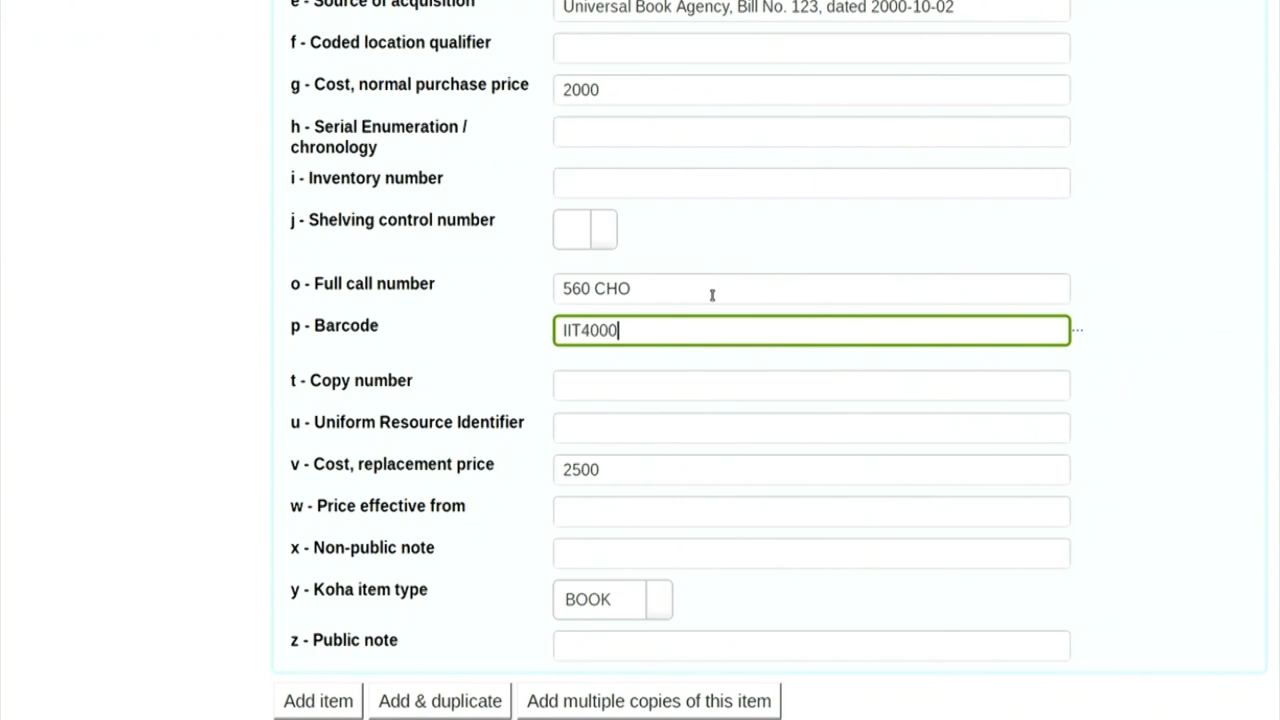 e - Source of acquisition Universal Book Agency, Bill No. 123, dated 2000-10-02
f - Coded location qualifier
g - Cost, normal purchase price 2000
h - Serial Enumeration /
chronology
i - Inventory number
j - Shelving control number
o - Full call number 560 CHO
p - Barcode IIT4000 ...
t - Copy number
u - Uniform Resource Identifier
v - Cost, replacement price 2500
w - Price effective from
x - Non-public note
y - Koha item type BOOK
z - Public note
Add item Add & duplicate Add multiple copies of this item